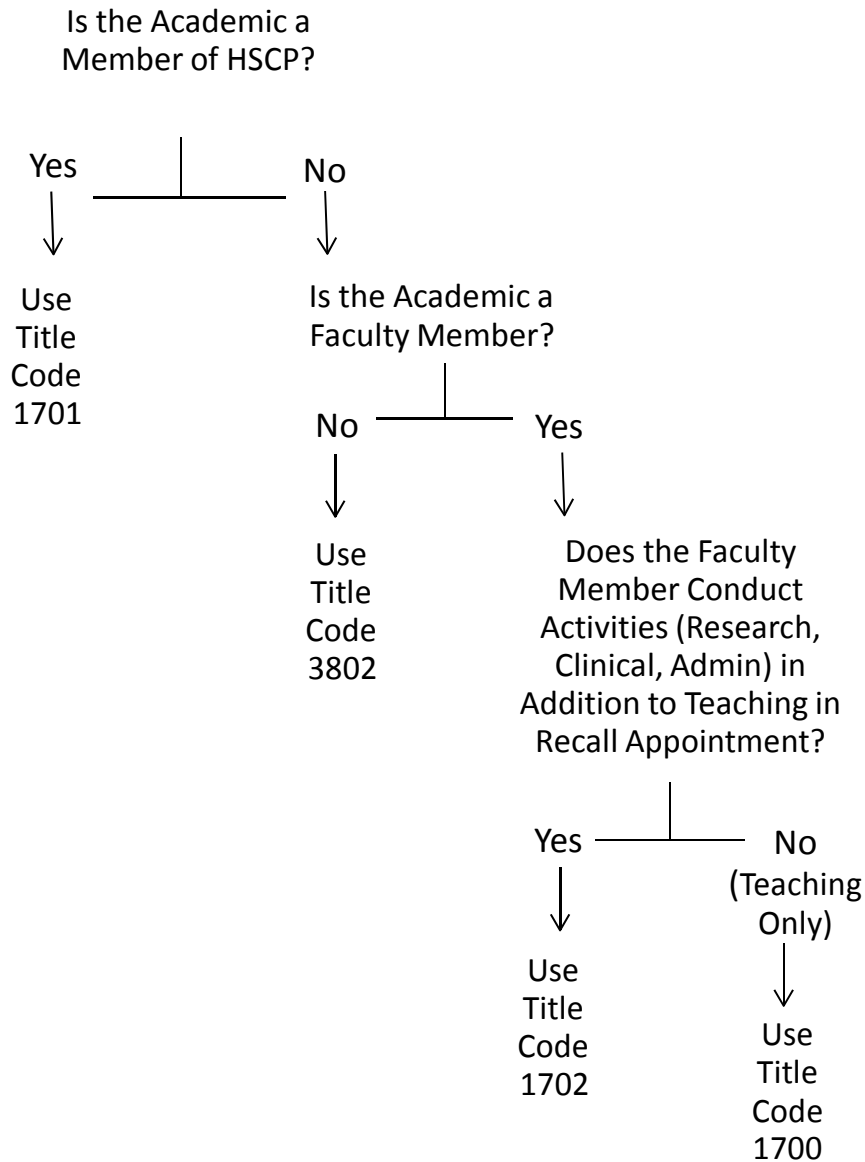 Is the Academic a
Member of HSCP?
Yes
No
Use
Title
Code
1701
Is the Academic a
Faculty Member?
No
Yes
Use
Title
Code
3802
Does the Faculty
Member Conduct
Activities (Research,
Clinical, Admin) in
Addition to Teaching in
Recall Appointment?
Yes
No
(Teaching
Only)
Use
Title
Code
1702
Use
Title
Code
1700